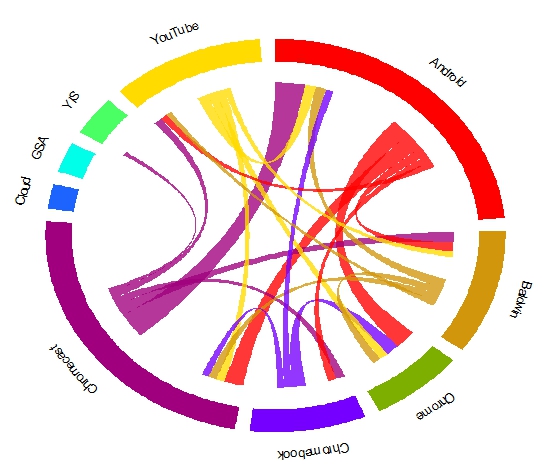 YouTube
Android
YIS
GSA
Cloud
Baldwin
Chromecast
Chrome
Chromebook